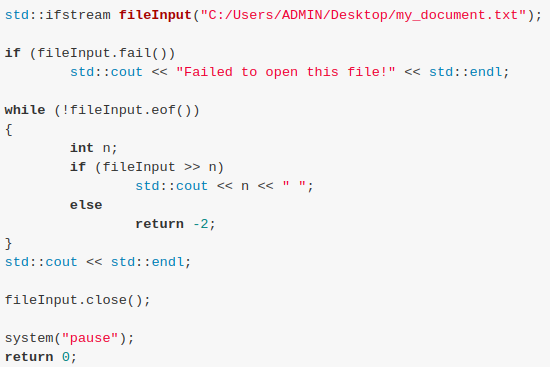 std::ifstream fileInput("C:/Users/ADMIN/Desktop/my_document.txt");

if (fileInput.fail())
        std::cout << "Failed to open this file!" << std::endl;

while (!fileInput.eof())
{
        int n;
        if (fileInput >> n)
                std::cout << n << " ";
        else
                return -2;
}
std::cout << std::endl;

fileInput.close();

system("pause");
return 0;